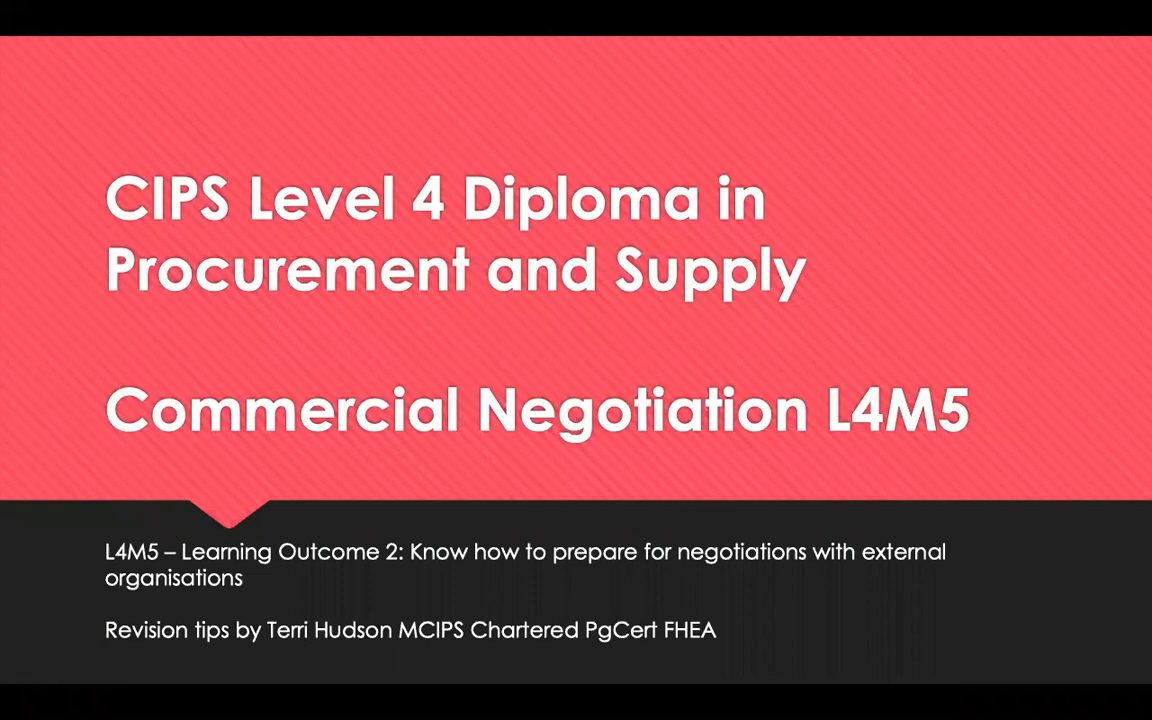 CIPS Level 4 Diploma in
Procurement and Supply
Commercial Negotiation L4M5
L4M5 – Learning Outcome 2: Know how to prepare for negotiations with external
organisations
Revision tips by Terri Hudson MCIPS Chartered PgCert FHEA